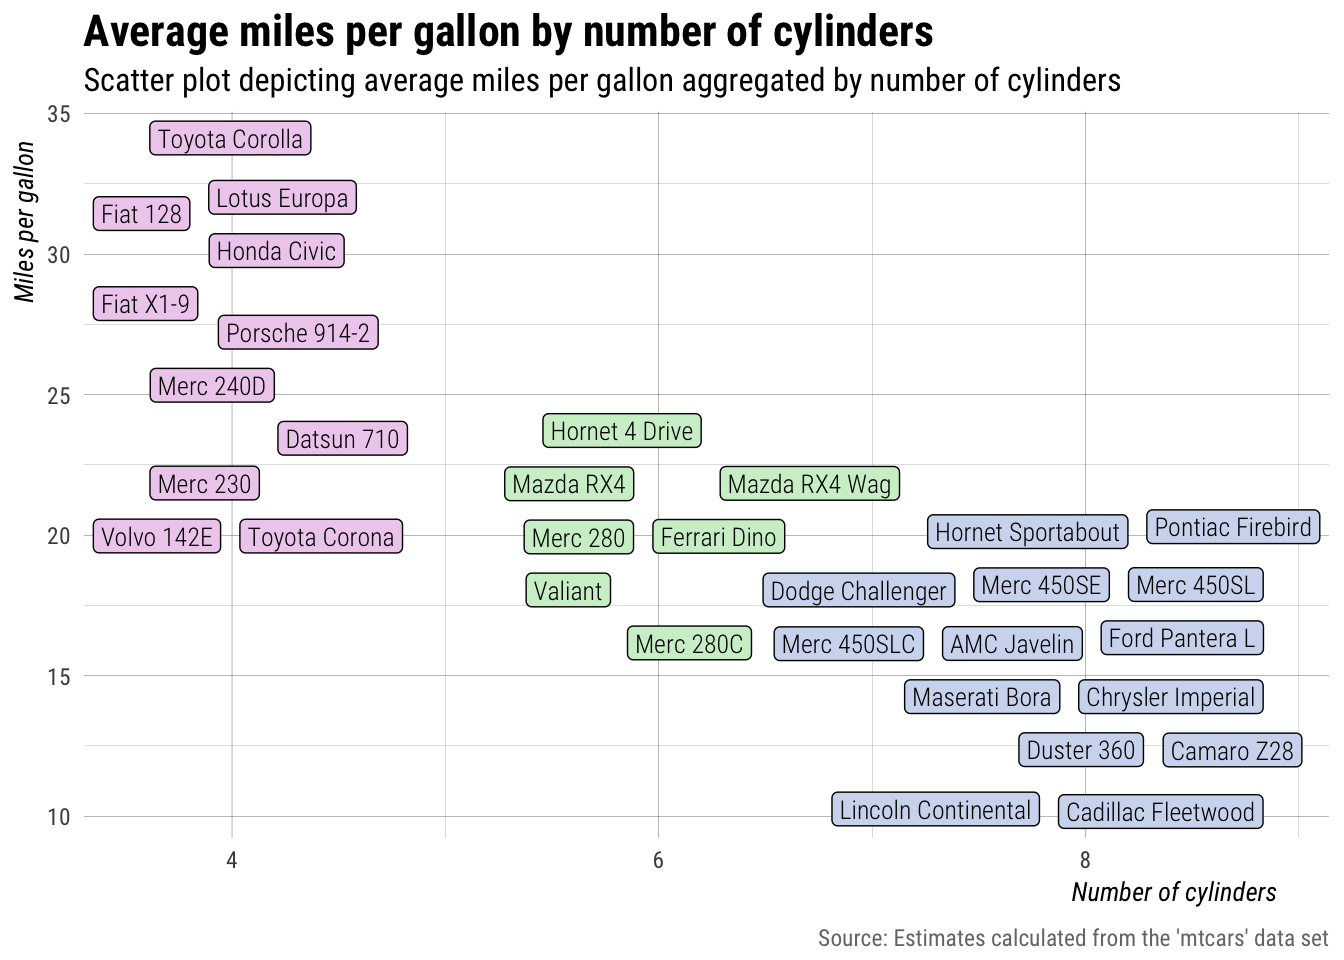 Average miles per gallon by number of cylinders
Scatter plot depicting average miles per gallon aggregated by number of cylinders
Miles per gallon
35
Toyota Corolla
Lotus Europa
Fiat 128
30
Honda Civic
Fiat X1-9
Porsche 914-2
25
Merc 240D
Datsun 710
Hornet 4 Drive
Merc 230
Mazda RX4
Mazda RX4 Wag
20
Volvo 142E
Toyota Corona
Merc 280
Ferrari Dino
Hornet Sportabout
Pontiac Firebird
Valiant
Dodge Challenger
Merc 450SE
Merc 450SL
Merc 280C
Merc 450SLC
AMC Javelin
Ford Pantera L
15
Maserati Bora
Chrysler Imperial
Duster 360
Camaro Z28
10
Lincoln Continental
Cadillac Fleetwood
4
6
8
Number of cylinders
Source: Estimates calculated from the 'mtcars' data set